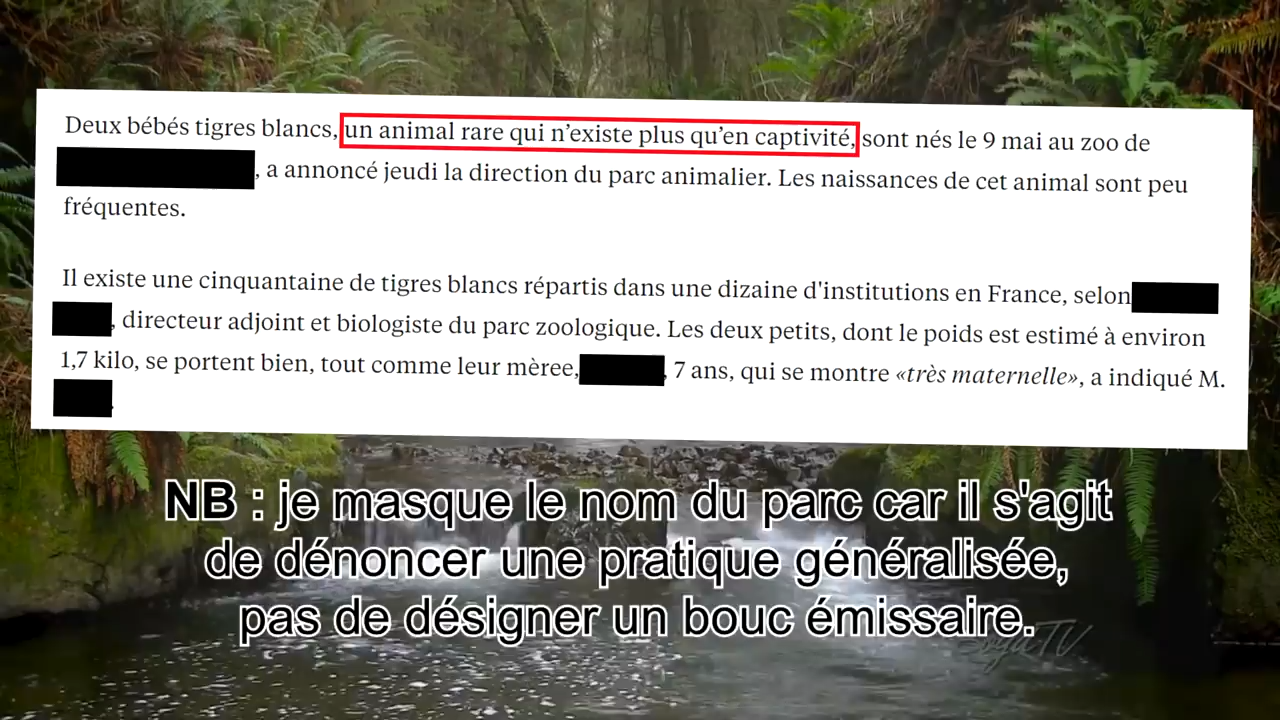 Deux bébés tigres blancs, un animal rare qui n'existe plus qu'en captivité, sont nés le 9 mai au zoo de
, a annoncé jeudi la direction du parc animalier. Les naissances de cet animal sont peu
fréquentes.
Il existe une cinquantaine de tigres blancs répartis dans une dizaine d'institutions en France, selon
, directeur adjoint et biologiste du parc zoologique. Les deux petits, dont le poids est estimé à environ
1,7 kilo, se portent bien, tout comme leur mèree, , 7 ans, qui se montre «très maternelle», a indiqué M.
.
NB : je masque le nom du parc car il s'agit
de dénoncer une pratique généralisée,
pas de désigner un bouc émissaire.